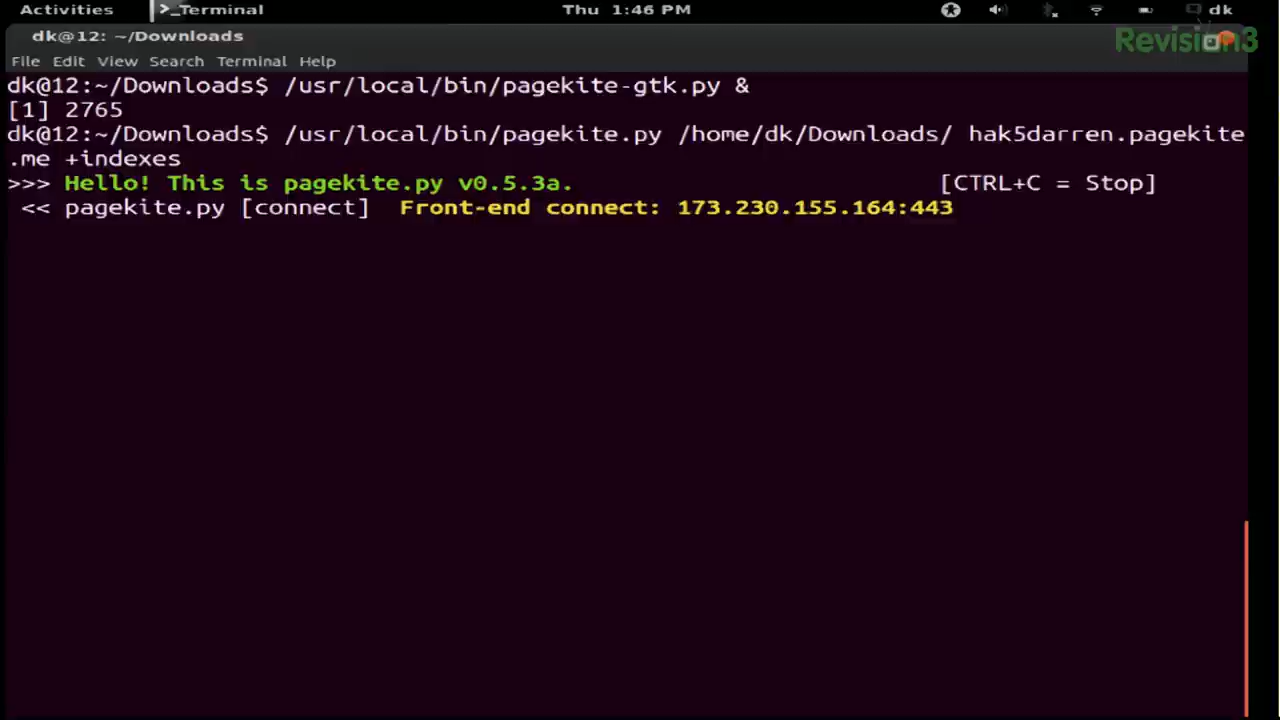 Activities
>_Terminal
Thu 1:46 PM
dk
dk@12: ~/Downloads
Revision3
File Edit View Search Terminal Help
dk@12:~/Downloads$ /usr/local/bin/pagekite-gtk.py &
[1] 2765
dk@12:~/Downloads$ /usr/local/bin/pagekite.py /home/dk/Downloads/ hak5darren.pagekite
.me +indexes
>>> Hello! This is pagekite.py v0.5.3a. [CTRL+C = Stop]
<< pagekite.py [connect] Front-end connect: 173.230.155.164:443